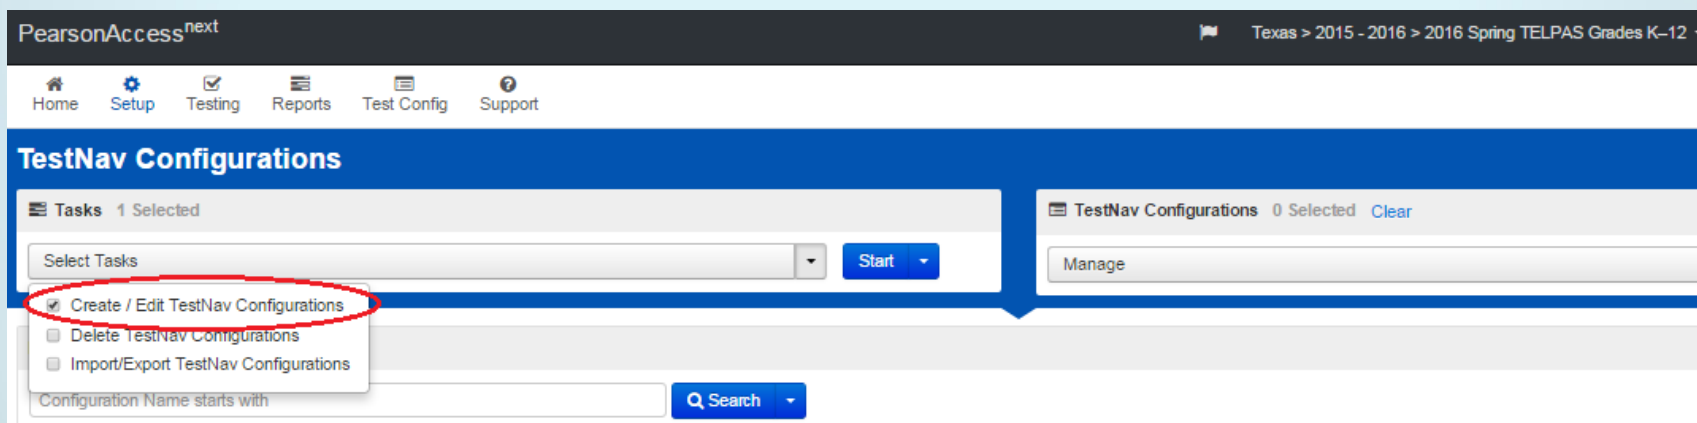 PearsonAccessnext
Texas > 2015 - 2016 > 2016 Spring TELPAS Grades K–12
Home Setup Testing Reports Test Config Support
TestNav Configurations
Tasks 1 Selected
TestNav Configurations 0 Selected Clear
Select Tasks
Start
Manage
Create / Edit TestNav Configurations
Delete TestNav Configurations
Import/Export TestNav Configurations
Configuration Name starts with
Search